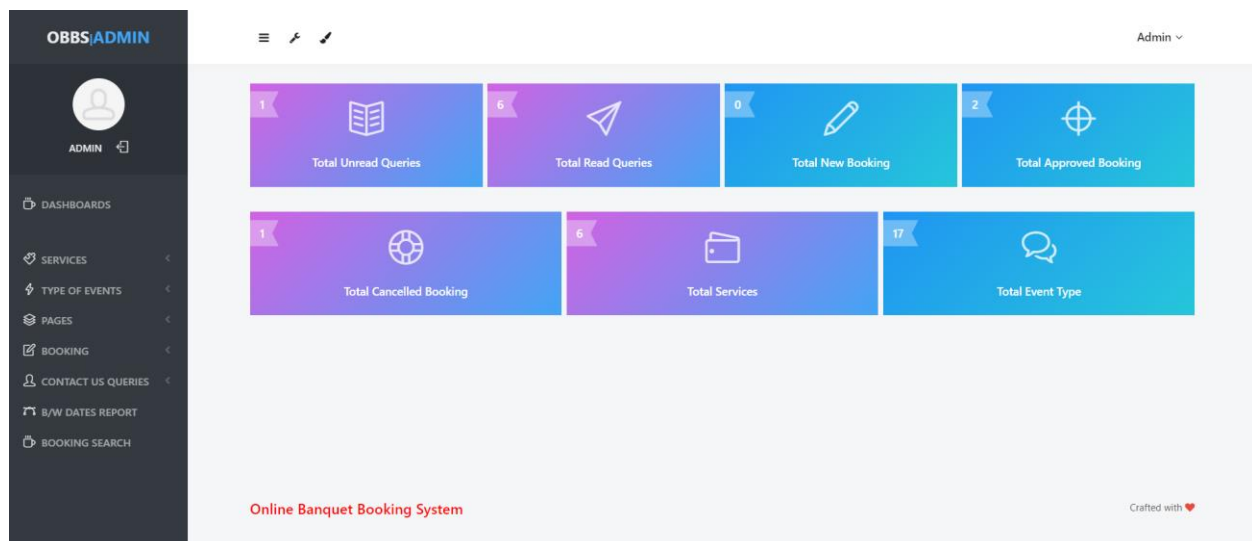 OBBS|ADMIN
Admin
ADMIN
DASHBOARDS
SERVICES
TYPE OF EVENTS
PAGES
BOOKING
CONTACT US QUERIES
B/W DATES REPORT
BOOKING SEARCH
1
Total Unread Queries
6
Total Read Queries
0
Total New Booking
2
Total Approved Booking
1
Total Cancelled Booking
6
Total Services
17
Total Event Type
Online Banquet Booking System
Crafted with